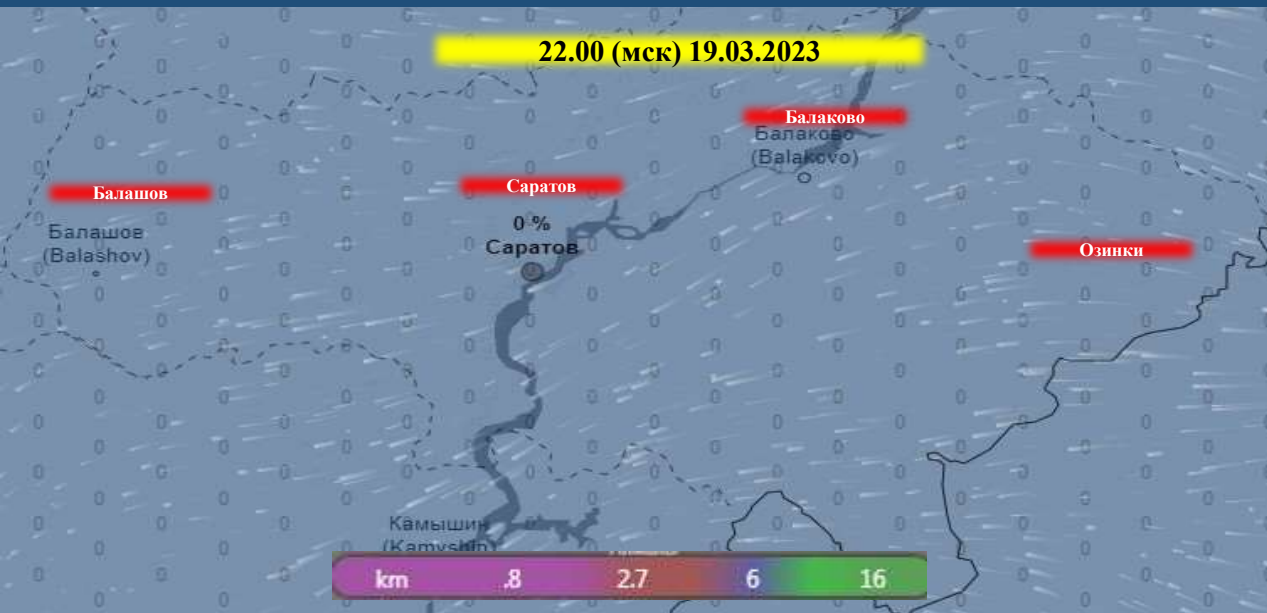 22.00 (мск) 19.03.2023
Балаково
Балаково
(Balakovo)
Саратов
Балашов
0 %
Саратов
Балашов
(Balashov)
Озинки
Камышин
(Kamyshin)
km .8 2.7 6 16